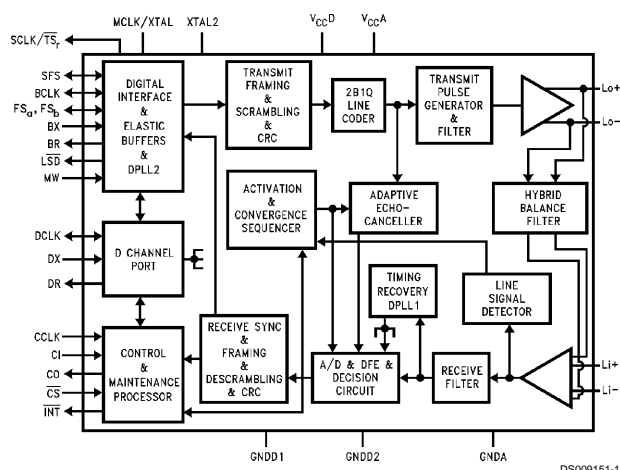 MCLK/XTAL XTAL2 VCCD VCCA
SCLK/TSr
SFS
BCLK
FSa, FSb
BX
BR
LSD
MW
DIGITAL
INTERFACE
&
ELASTIC
BUFFERS
&
DPLL2
TRANSMIT
FRAMING
&
SCRAMBLING
&
CRC
2B1Q
LINE
CODER
TRANSMIT
PULSE
GENERATOR
&
FILTER
Lo+
Lo−
ACTIVATION
&
CONVERGENCE
SEQUENCER
ADAPTIVE
ECHO-
CANCELLER
HYBRID
BALANCE
FILTER
DCLK
DX
DR
D CHANNEL
PORT
TIMING
RECOVERY
DPLL1
LINE
SIGNAL
DETECTOR
CCLK
CI
CO
CS
INT
CONTROL
&
MAINTENANCE
PROCESSOR
RECEIVE SYNC
&
FRAMING
&
DESCRAMBLING
& CRC
A/D & DFE &
DECISION
CIRCUIT
RECEIVE
FILTER
Li+
Li−
GNDD1 GNDD2 GNDA
DS009151-1